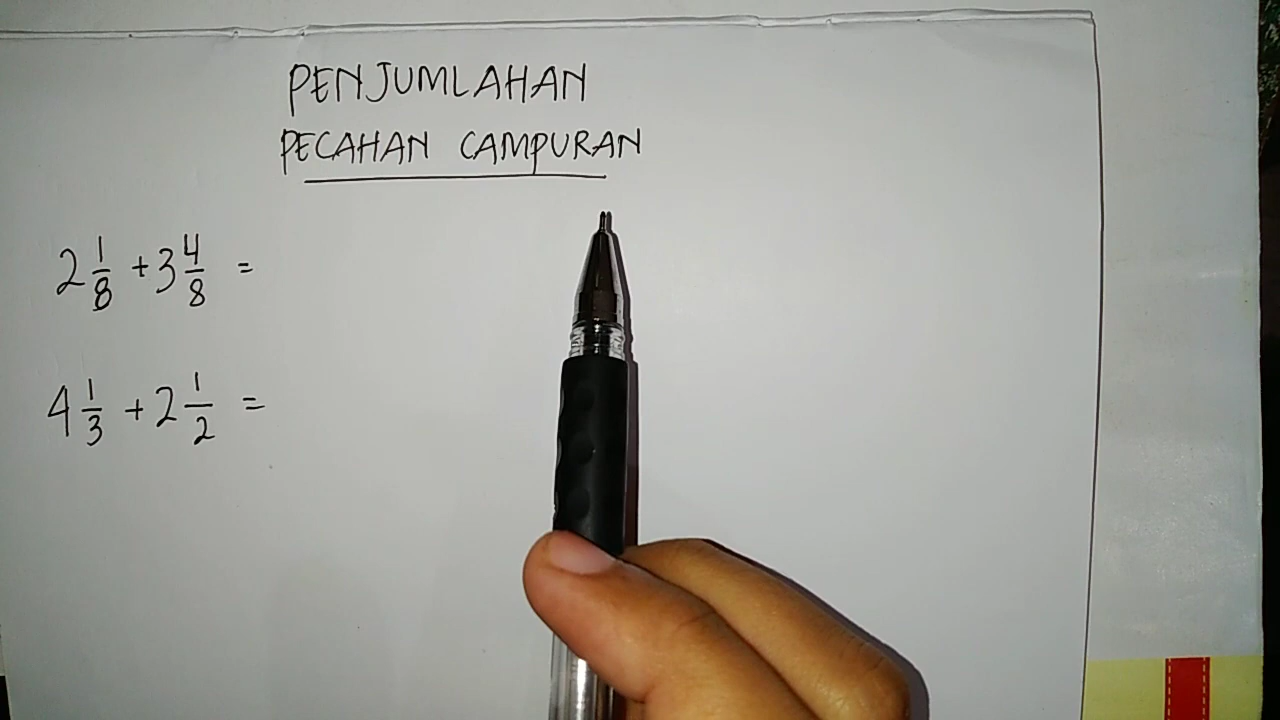 PENJUMLAHAN
PECAHAN CAMPURAN
2 1/8 + 3 4/8 =
4 1/3 + 2 1/2 =